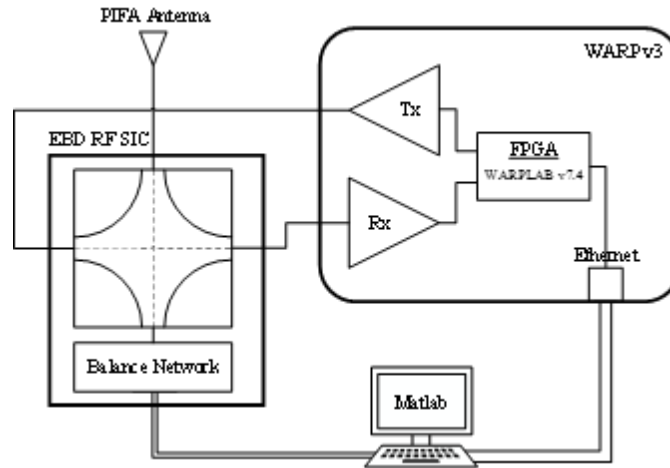 PIFA Antenna
WARPv3
Tx
EBD RF SIC
FPGA
WARPLAB v7.4
Rx
Ethernet
Balance Network
Matlab